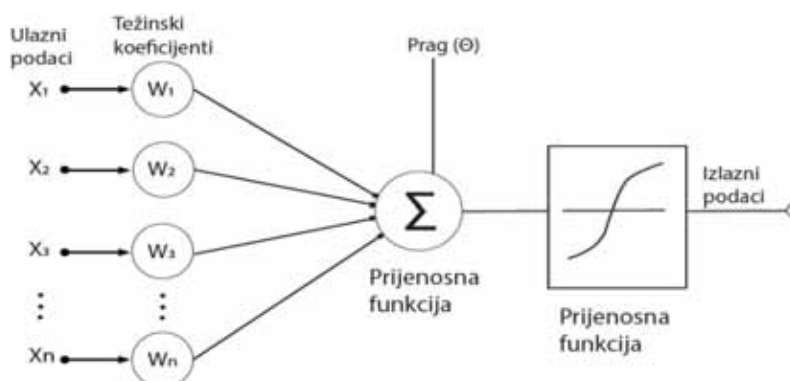 Ulazni
podaci
Težinski
koeficijenti
Prag (Θ)
X₁
W₁
X₂
W₂
X₃
W₃
Xn
Wn
Σ
Prijenosna
funkcija
Prijenosna
funkcija
Izlazni
podaci